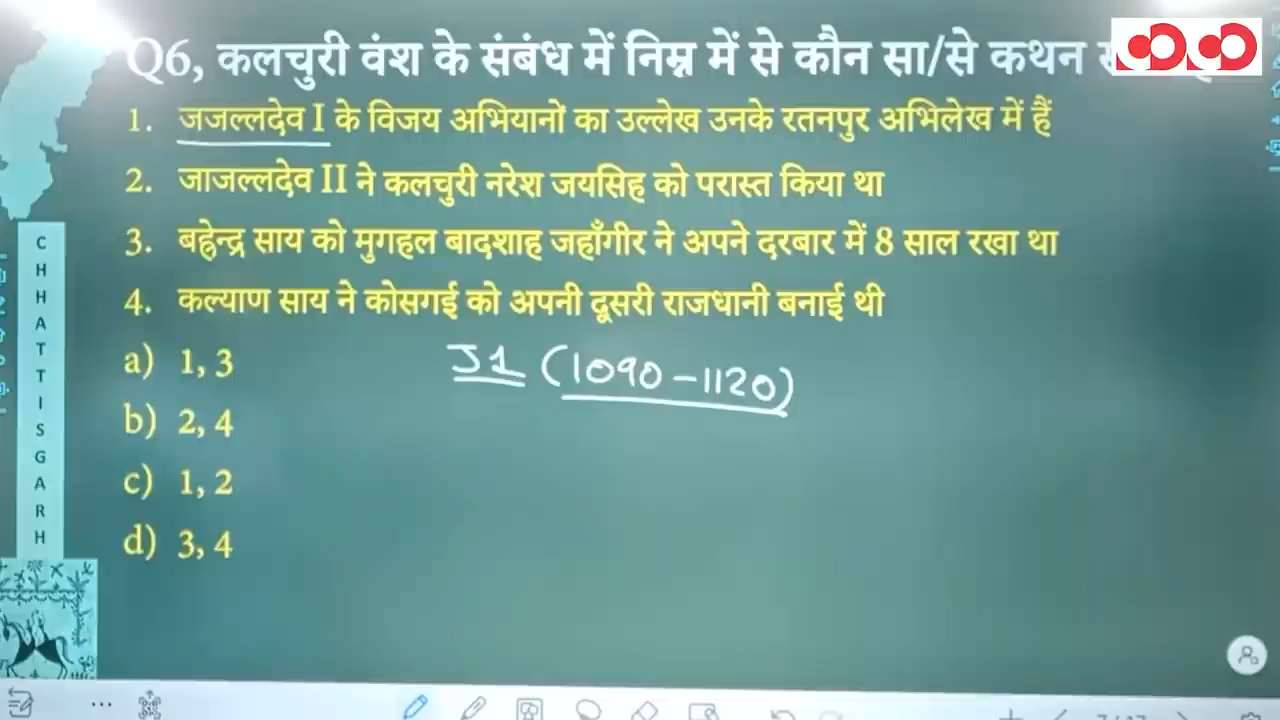 Q6, कलचुरी वंश के संबंध में निम्न में से कौन सा/से कथन
1. जजल्लदेव I के विजय अभियानों का उल्लेख उनके रतनपुर अभिलेख में हैं
2. जाजल्लदेव II ने कलचुरी नरेश जयसिह को परास्त किया था
3. बह्रेन्द्र साय को मुगहल बादशाह जहाँगीर ने अपने दरबार में 8 साल रखा था
4. कल्याण साय ने कोसगई को अपनी दूसरी राजधानी बनाई थी
a) 1, 3
J1 (1090-1120)
b) 2, 4
c) 1, 2
d) 3, 4
CHHATTISGARH